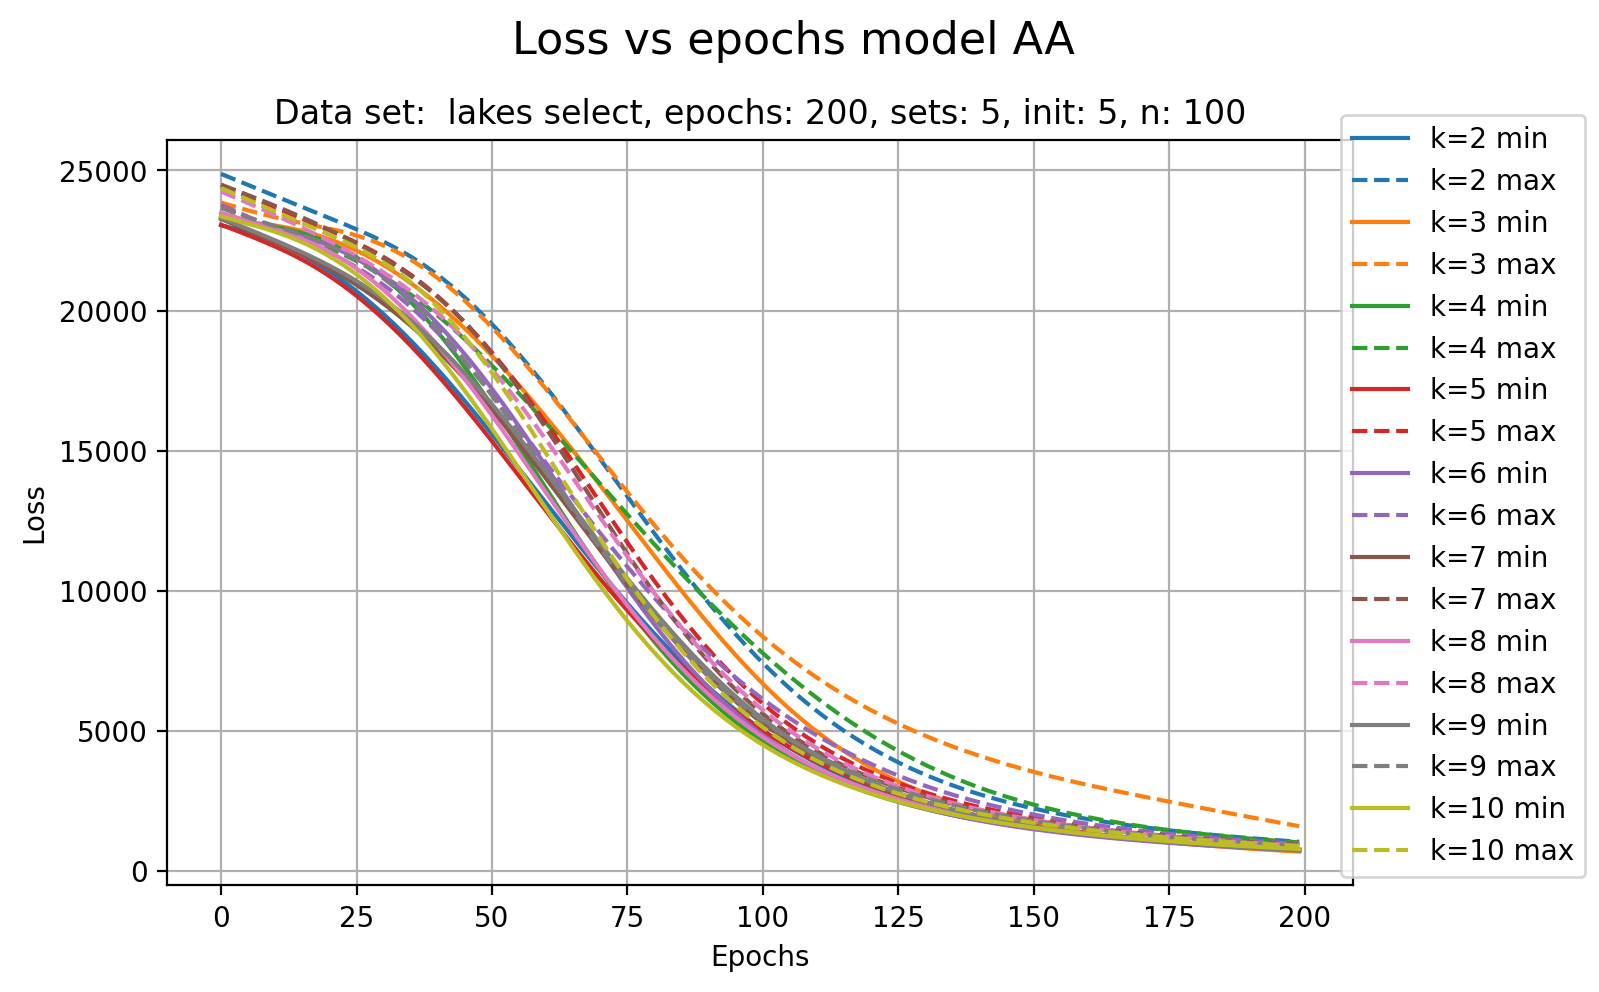 Loss vs epochs model AA
Data set:  lakes select, epochs: 200, sets: 5, init: 5, n: 100
25000
20000
15000
10000
5000
0
Loss
0 25 50 75 100 125 150 175 200
Epochs
k=2 min
k=2 max
k=3 min
k=3 max
k=4 min
k=4 max
k=5 min
k=5 max
k=6 min
k=6 max
k=7 min
k=7 max
k=8 min
k=8 max
k=9 min
k=9 max
k=10 min
k=10 max